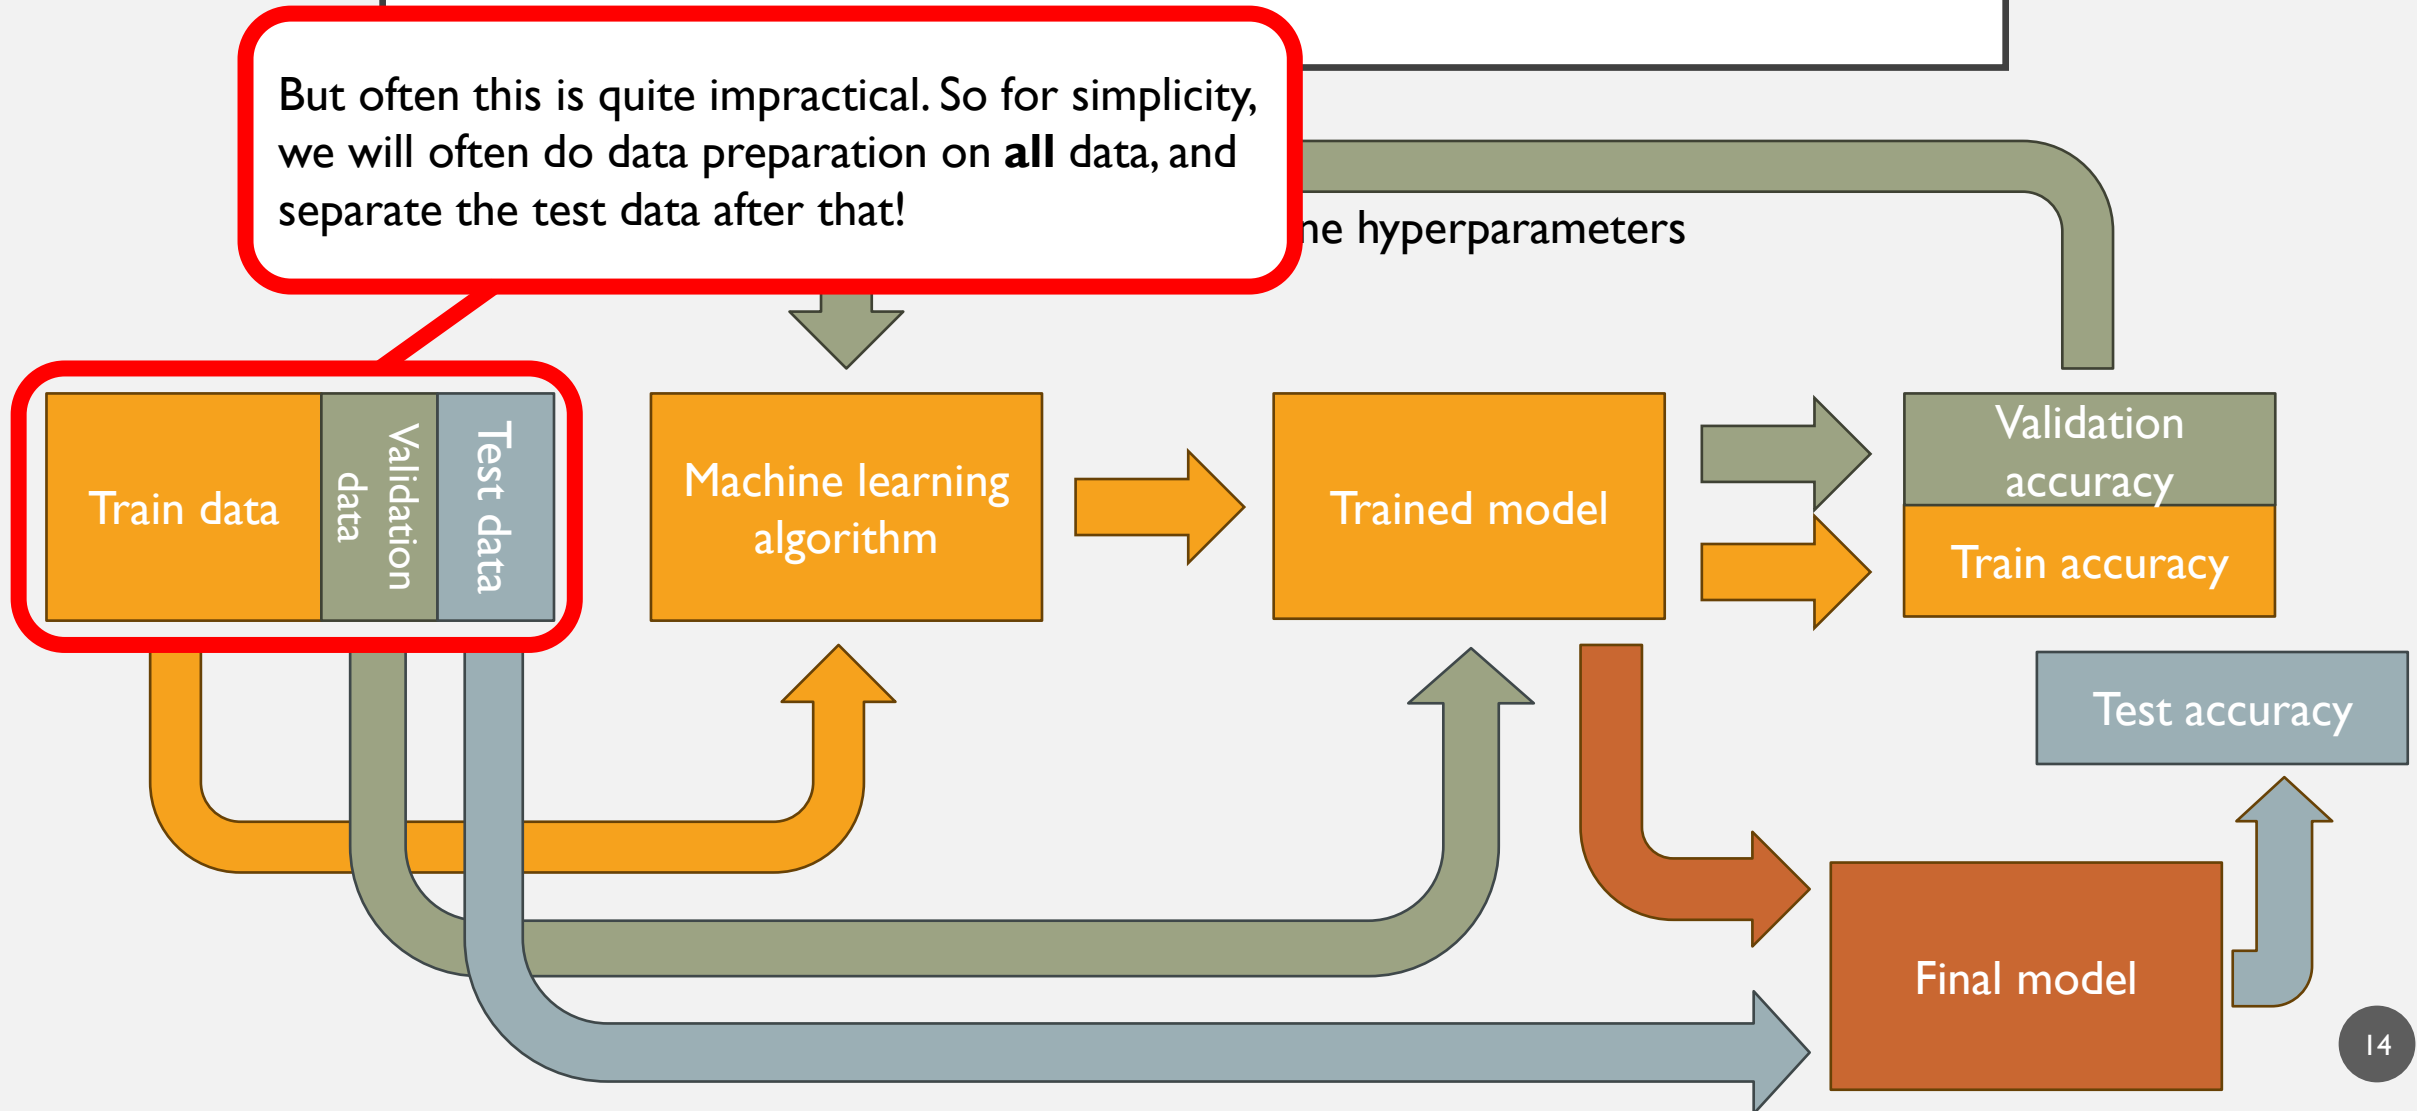 But often this is quite impractical. So for simplicity,
we will often do data preparation on all data, and
separate the test data after that!
hyperparameters
Train data
Validation
data
Test data
Machine learning
algorithm
Trained model
Validation
accuracy
Train accuracy
Test accuracy
Final model
14